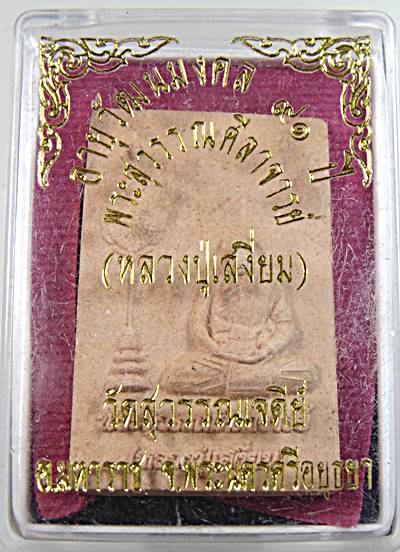 อายุวัฒนมงคล ๙๑ ปี
พระสุวรรณศีลาจารย์
(หลวงปู่เสงี่ยม)
วัดสุวรรณเจดีย์
อ.มหาราช จ.พระนครศรีอยุธยา